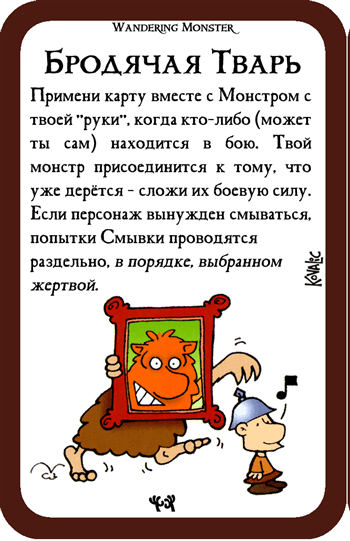 Wandering Monster
Бродячая Тварь
Примени карту вместе с Монстром с
твоей "руки", когда кто-либо (может
ты сам) находится в бою. Твой
монстр присоединится к тому, что
уже дерётся - сложи их боевую силу.
Если персонаж вынужден смываться,
попытки Смывки проводятся
раздельно, в порядке, выбранном
жертвой.
Kovalic